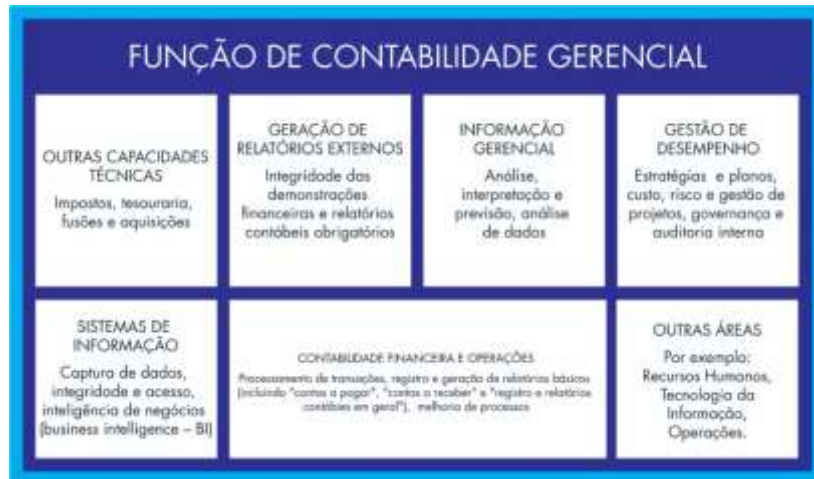 FUNÇÃO DE CONTABILIDADE GERENCIAL
OUTRAS CAPACIDADES
TÉCNICAS
Impostos, tesouraria,
fusões e aquisições
GERAÇÃO DE
RELATÓRIOS EXTERNOS
Integridade das
demonstrações
financeiras e relatórios
contábeis obrigatórios
INFORMAÇÃO
GERENCIAL
Análise,
interpretação e
previsão, análise
de dados
GESTÃO DE
DESEMPENHO
Estratégias e planos,
custo, risco e gestão de
projetos, governança e
auditoria interna
SISTEMAS DE
INFORMAÇÃO
Captura de dados,
integridade e acesso,
inteligência de negócios
(business intelligence – BI)
CONTABILIDADE FINANCEIRA E OPERAÇÕES
Processamento de transações, registro e geração de relatórios básicos
(incluindo "contas a pagar", "contas a receber" e "registro e relatórios
contábies em geral"), melhoria de processos
OUTRAS ÁREAS
Por exemplo:
Recursos Humanos,
Tecnologia da
Informação,
Operações.